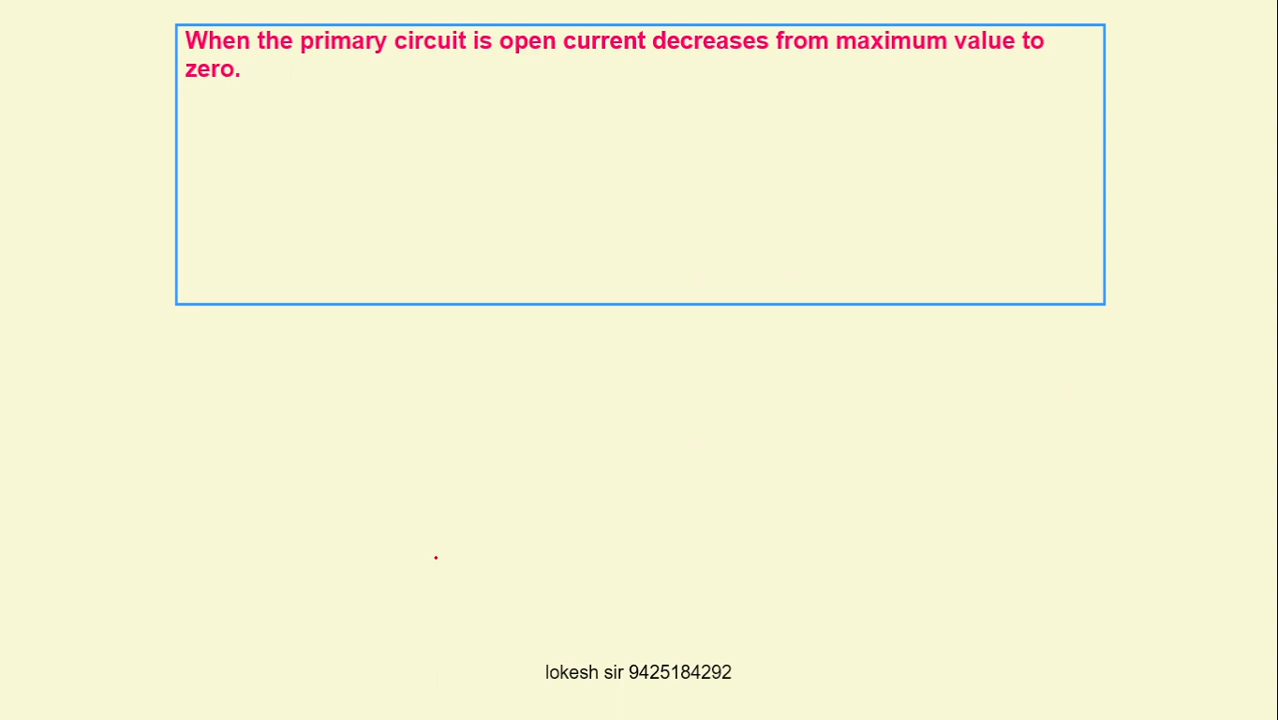 When the primary circuit is open current decreases from maximum value to
zero.
lokesh sir 9425184292